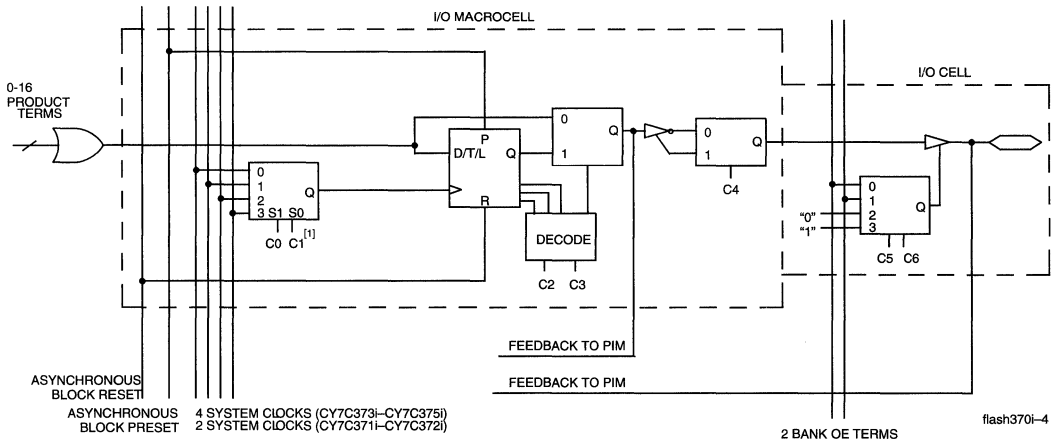 I/O MACROCELL
I/O CELL
0-16
PRODUCT
TERMS
P
D/T/L
Q
R
0
1
Q
0
1
Q
C4
0
1
2
3 S1 S0
Q
C0 C1 [1]
DECODE
C2 C3
0
1
2
3
Q
"0"
"1"
C5 C6
FEEDBACK TO PIM
FEEDBACK TO PIM
ASYNCHRONOUS
BLOCK RESET
ASYNCHRONOUS
BLOCK PRESET
4 SYSTEM CLOCKS (CY7C373i–CY7C375i)
2 SYSTEM CLOCKS (CY7C371i–CY7C372i)
2 BANK OE TERMS
flash370i–4